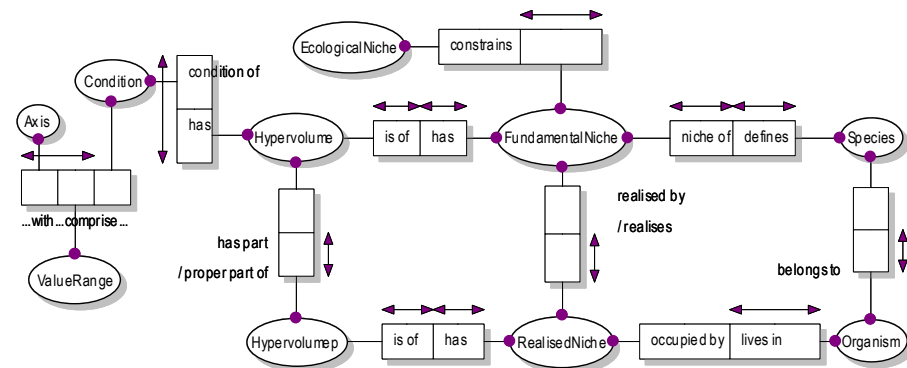 EcologicalNiche
constrains
Condition
condition of
has
Axis
Hypervolume
is of
has
FundamentalNiche
niche of
defines
Species
...with...comprise...
ValueRange
has part
/ proper part of
realised by
/ realises
belongs to
Hypervolumep
is of
has
RealisedNiche
occupied by
lives in
Organism